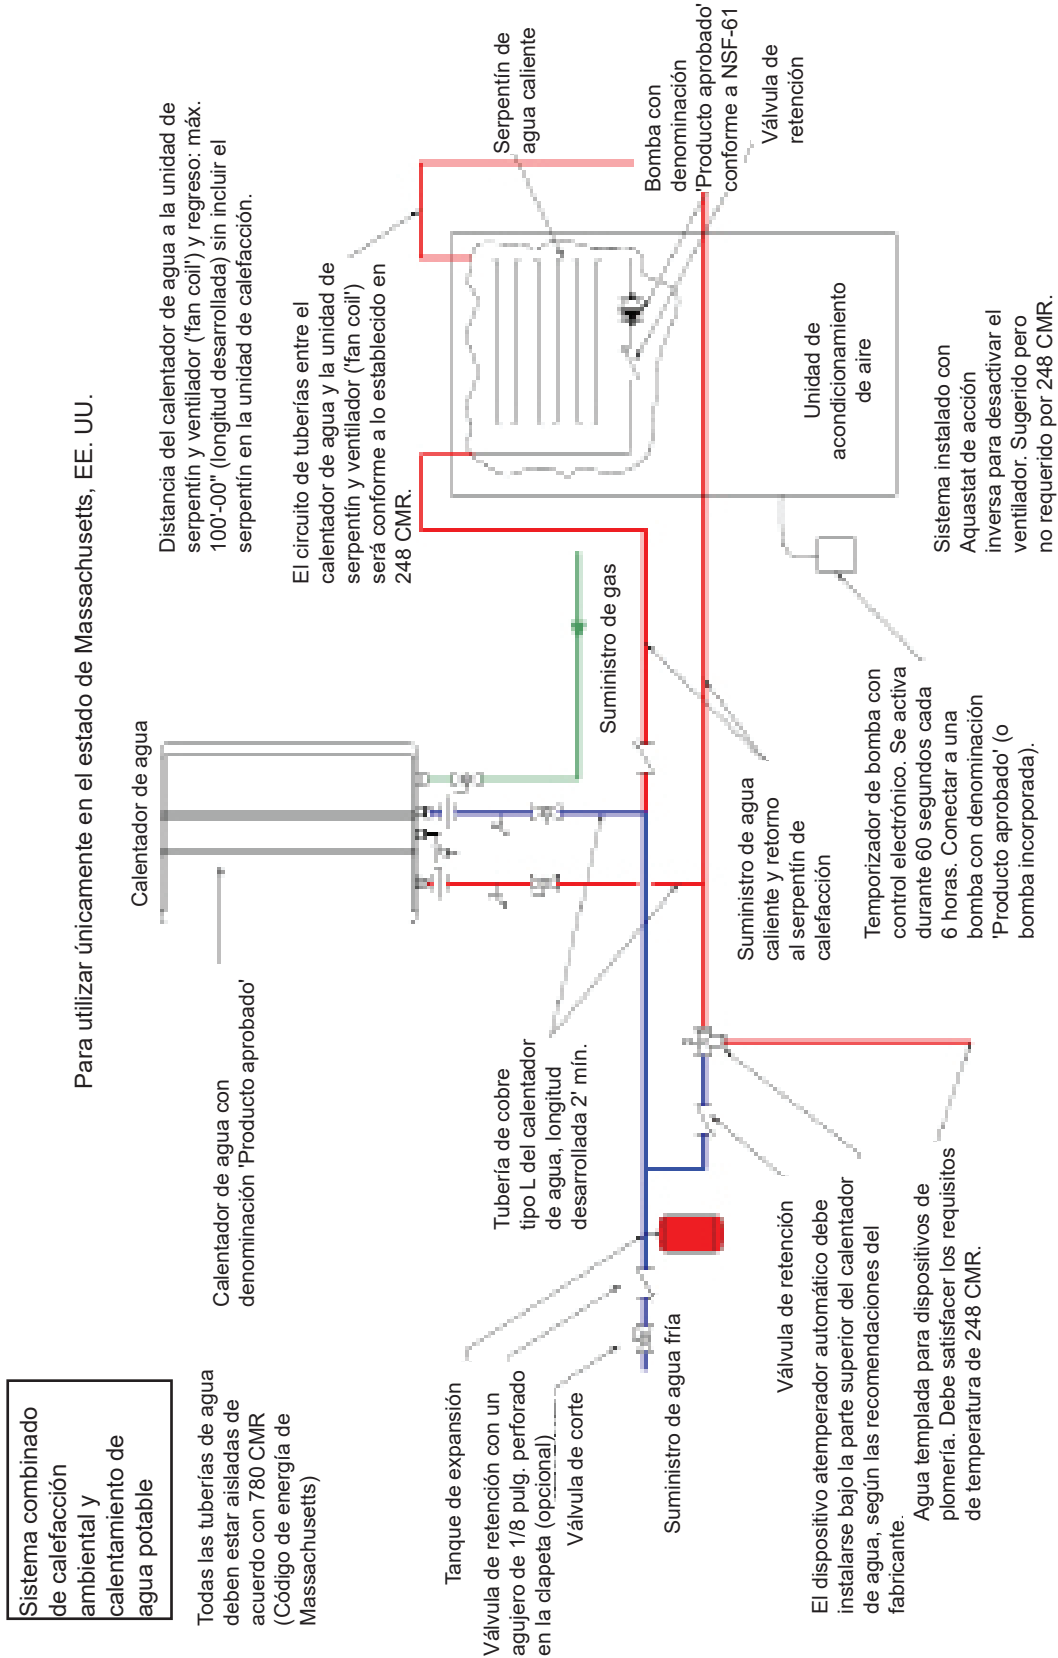 Sistema combinado
de calefacción
ambiental y
calentamiento de
agua potable
Para utilizar únicamente en el estado de Massachusetts, EE. UU.
Todas las tuberías de agua
deben estar aisladas de
acuerdo con 780 CMR
(Código de energía de
Massachusetts)
Calentador de agua con
denominación 'Producto aprobado'
Calentador de agua
Distancia del calentador de agua a la unidad de
serpentín y ventilador ('fan coil') y regreso: máx.
100'-00" (longitud desarrollada) sin incluir el
serpentín en la unidad de calefacción.
El circuito de tuberías entre el
calentador de agua y la unidad de
serpentín y ventilador ('fan coil')
será conforme a lo establecido en
248 CMR.
Serpentín de
agua caliente
Bomba con
denominación
'Producto aprobado'
conforme a NSF-61
Válvula de
retención
Suministro de gas
Tubería de cobre
tipo L del calentador
de agua, longitud
desarrollada 2' mín.
Tanque de expansión
Válvula de retención con un
agujero de 1/8 pulg. perforado
en la clapeta (opcional)
Válvula de corte
Suministro de agua fría
Suministro de agua
caliente y retorno
al serpentín de
calefacción
Unidad de
acondicionamiento
de aire
Válvula de retención
El dispositivo atemperador automático debe
instalarse bajo la parte superior del calentador
de agua, según las recomendaciones del
fabricante.
Agua templada para dispositivos de
plomería. Debe satisfacer los requisitos
de temperatura de 248 CMR.
Temporizador de bomba con
control electrónico. Se activa
durante 60 segundos cada
6 horas. Conectar a una
bomba con denominación
'Producto aprobado' (o
bomba incorporada).
Sistema instalado con
Aquastat de acción
inversa para desactivar el
ventilador. Sugerido pero
no requerido por 248 CMR.